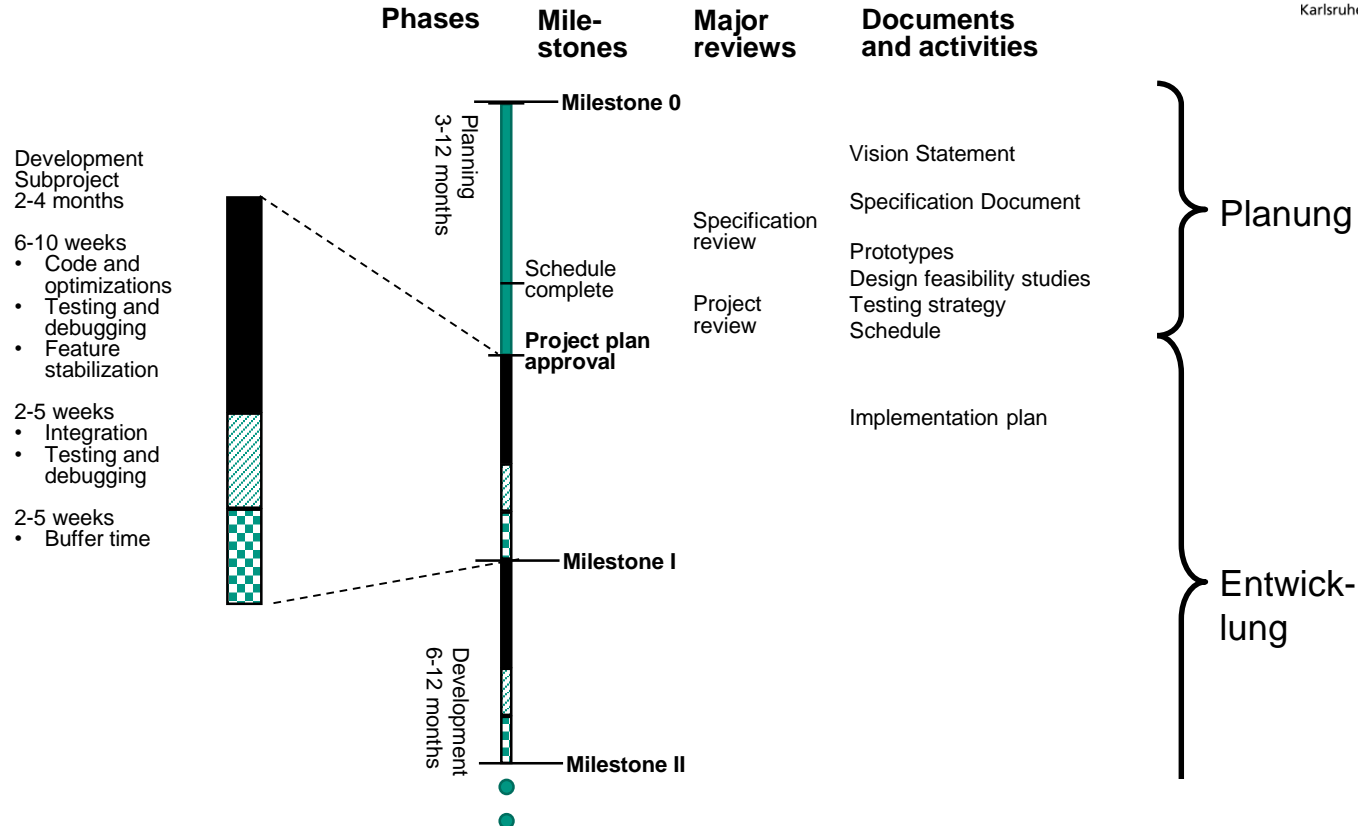 Karlsruhe
Phases
Mile-
stones
Major
reviews
Documents
and activities
Milestone 0
Planning
3-12 months
Development
Subproject
2-4 months
6-10 weeks
• Code and
optimizations
• Testing and
debugging
• Feature
stabilization
2-5 weeks
• Integration
• Testing and
debugging
2-5 weeks
• Buffer time
Schedule
complete
Project plan
approval
Milestone I
Development
6-12 months
Milestone II
Specification
review
Project
review
Vision Statement
Specification Document
Prototypes
Design feasibility studies
Testing strategy
Schedule
Implementation plan
Planung
Entwick-
lung